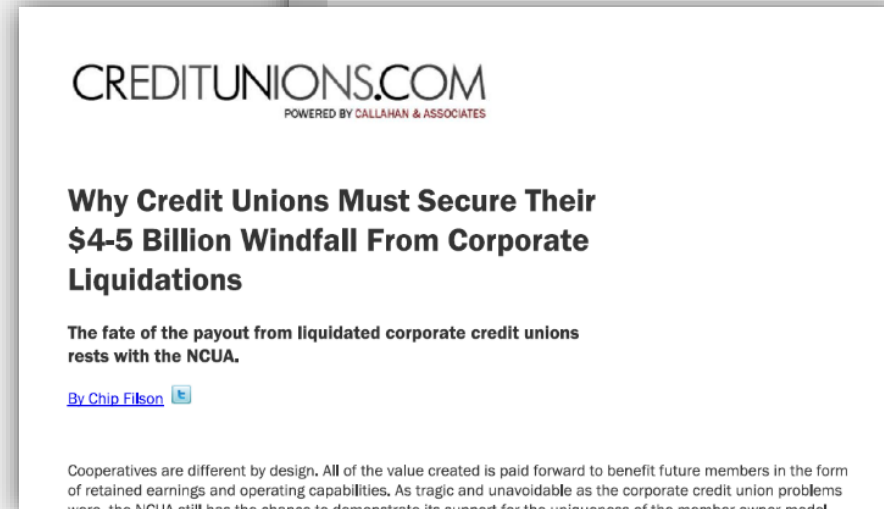 CREDITUNIONS.COM
POWERED BY CALLAHAN & ASSOCIATES
Why Credit Unions Must Secure Their
$4-5 Billion Windfall From Corporate
Liquidations
The fate of the payout from liquidated corporate credit unions
rests with the NCUA.
By Chip Filson
Cooperatives are different by design. All of the value created is paid forward to benefit future members in the form
of retained earnings and operating capabilities. As tragic and unavoidable as the corporate credit union problems
were, the NCUA still has the chance to demonstrate its support for the uniqueness of the member-owner model